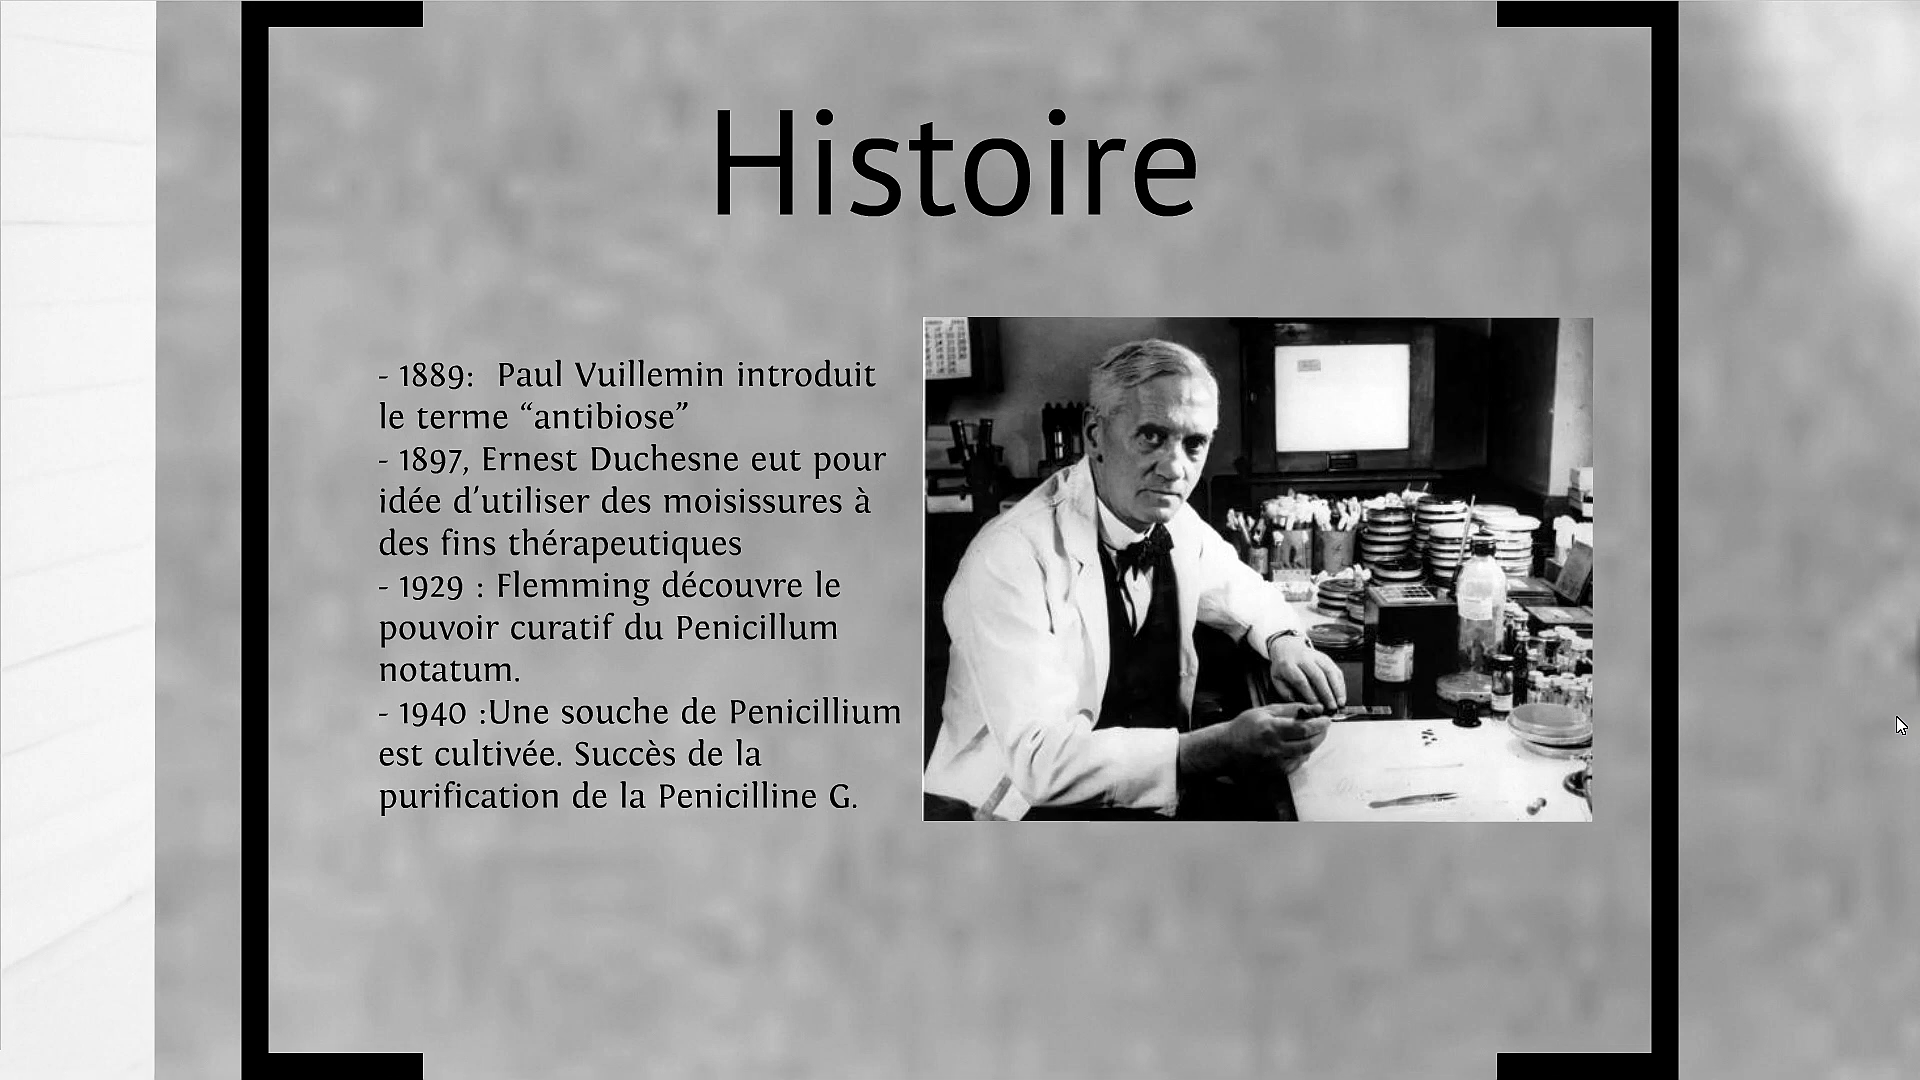 Histoire
- 1889:  Paul Vuillemin introduit
le terme “antibiose”
- 1897, Ernest Duchesne eut pour
idée d’utiliser des moisissures à
des fins thérapeutiques
- 1929 : Flemming découvre le
pouvoir curatif du Penicillum
notatum.
- 1940 :Une souche de Penicillium
est cultivée. Succès de la
purification de la Penicilline G.